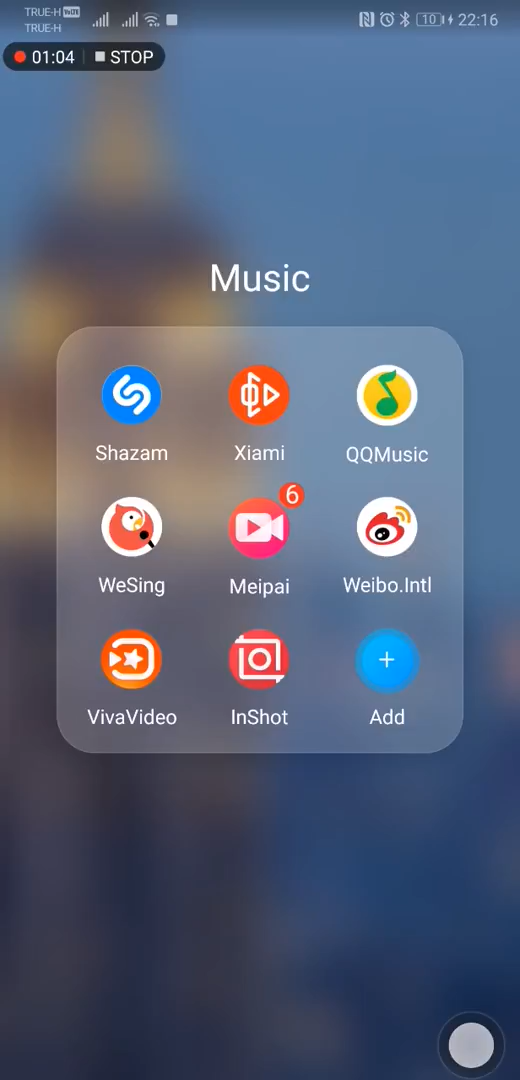 TRUE-H VoLTE
TRUE-H
10
22:16
01:04
STOP
Music
Shazam
Xiami
QQMusic
6
WeSing
Meipai
Weibo.Intl
VivaVideo
InShot
Add